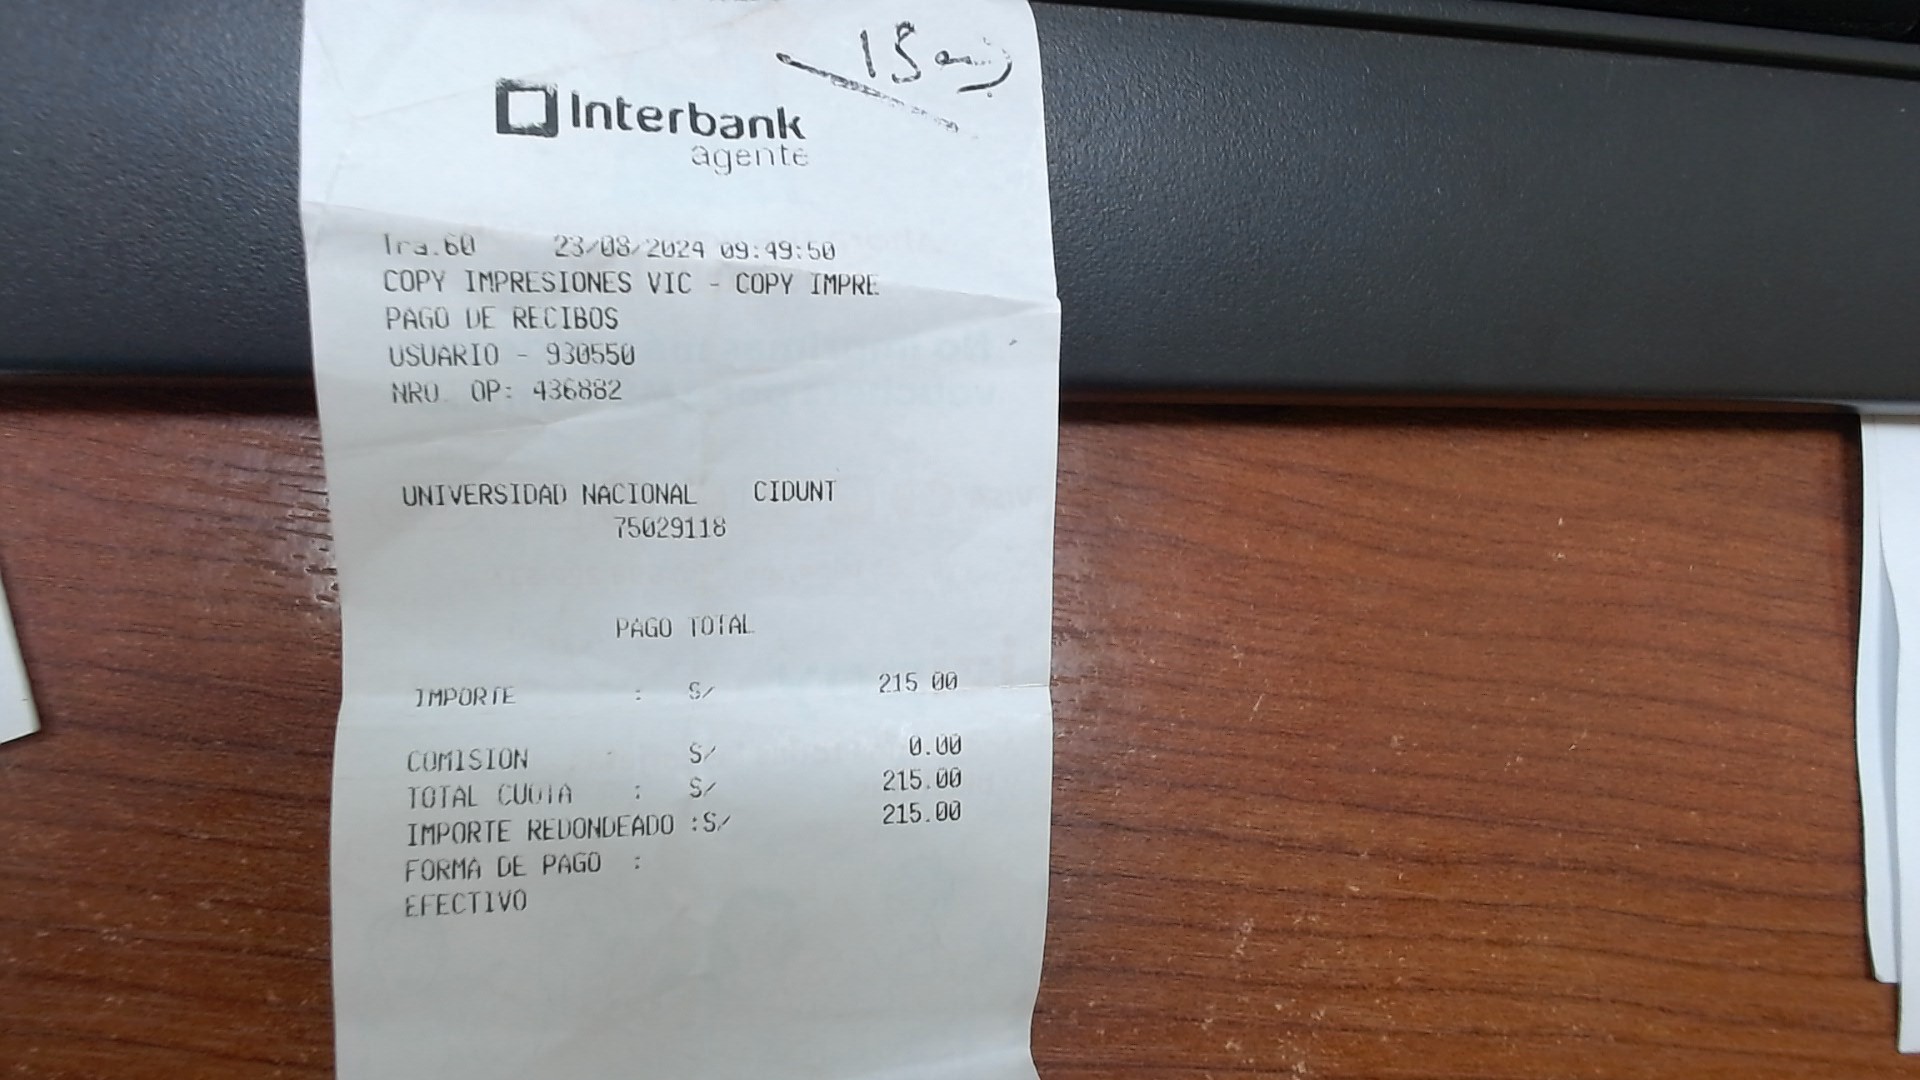 Interbank
agente
Tra.60 23/08/2024 09:49:50
COPY IMPRESIONES VIC - COPY IMPRE
PAGO DE RECIBOS
USUARIO - 930550
NRO. OP: 436882
UNIVERSIDAD NACIONAL CIDUNT
75029118
PAGO TOTAL
IMPORTE : S/ 215.00
COMISION : S/ 0.00
TOTAL CUOTA : S/ 215.00
IMPORTE REDONDEADO :S/ 215.00
FORMA DE PAGO :
EFECTIVO